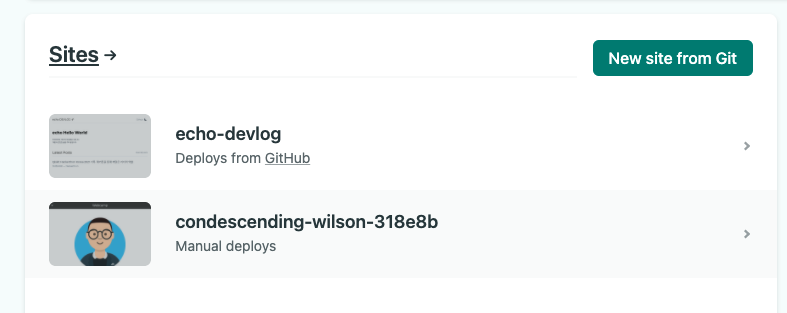 Sites →
New site from Git
echo Hello World
echo-devlog
Deploys from GitHub
condescending-wilson-318e8b
Manual deploys